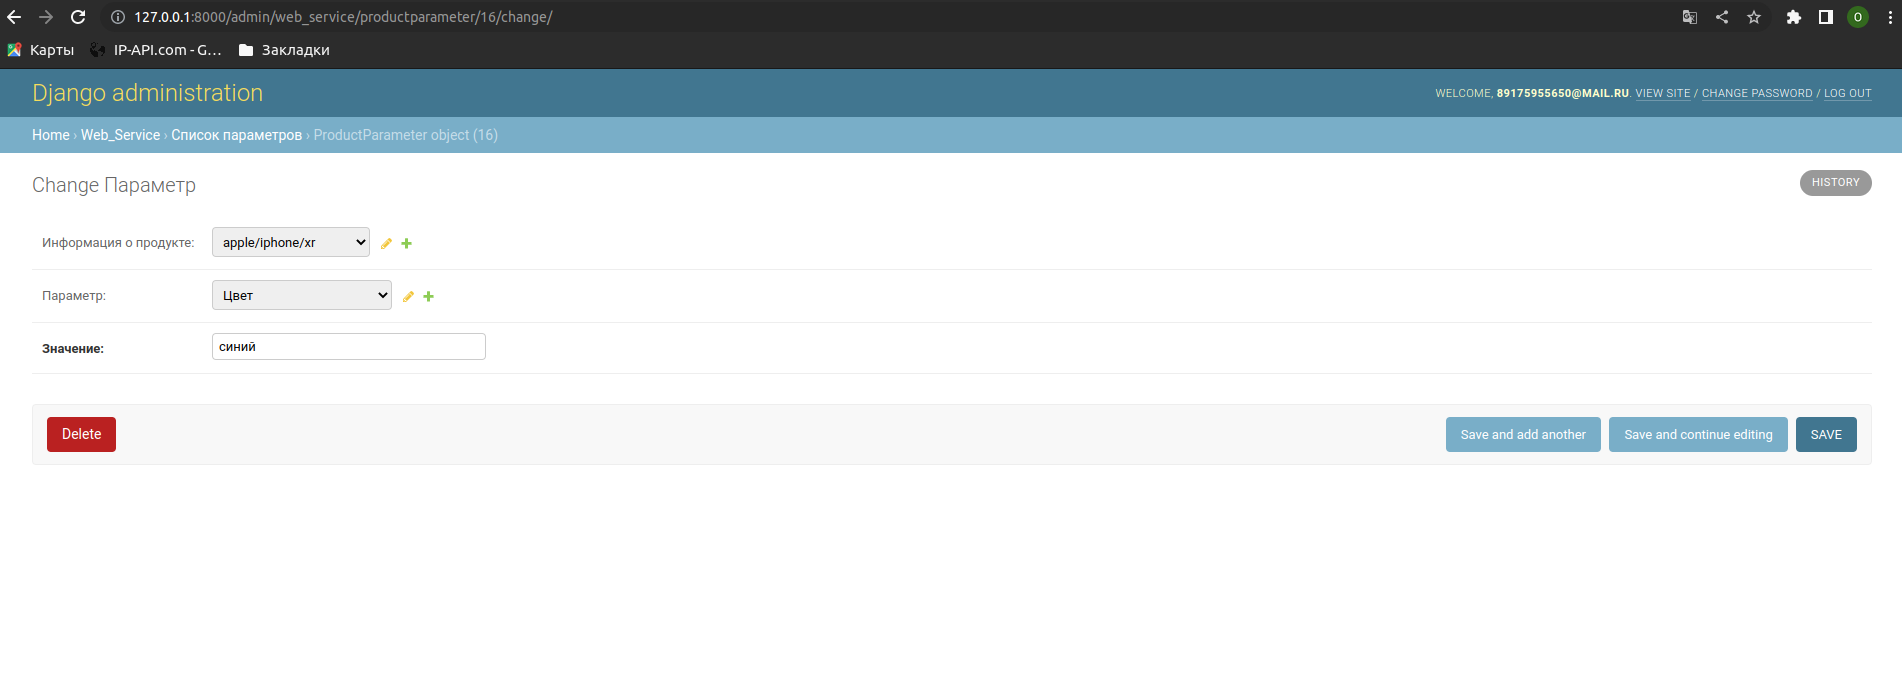 127.0.0.1:8000/admin/web_service/productparameter/16/change/
O
Карты IP-API.com - G… Закладки
Django administration
WELCOME, 89175955650@MAIL.RU. VIEW SITE / CHANGE PASSWORD / LOG OUT
Home › Web_Service › Список параметров › ProductParameter object (16)
Change Параметр
HISTORY
Информация о продукте: apple/iphone/xr
Параметр: Цвет
Значение: синий
Delete Save and add another Save and continue editing SAVE